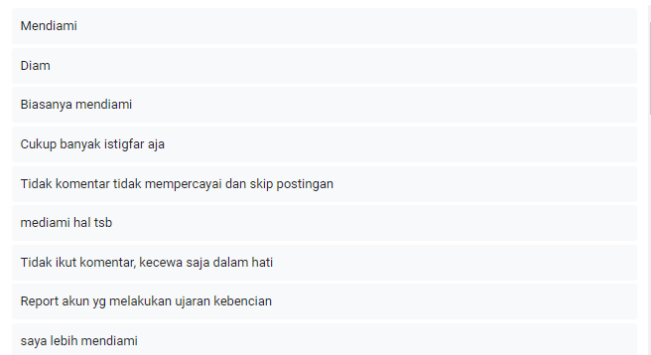 Mendiami
Diam
Biasanya mendiami
Cukup banyak istigfar aja
Tidak komentar tidak mempercayai dan skip postingan
mediami hal tsb
Tidak ikut komentar, kecewa saja dalam hati
Report akun yg melakukan ujaran kebencian
saya lebih mendiami